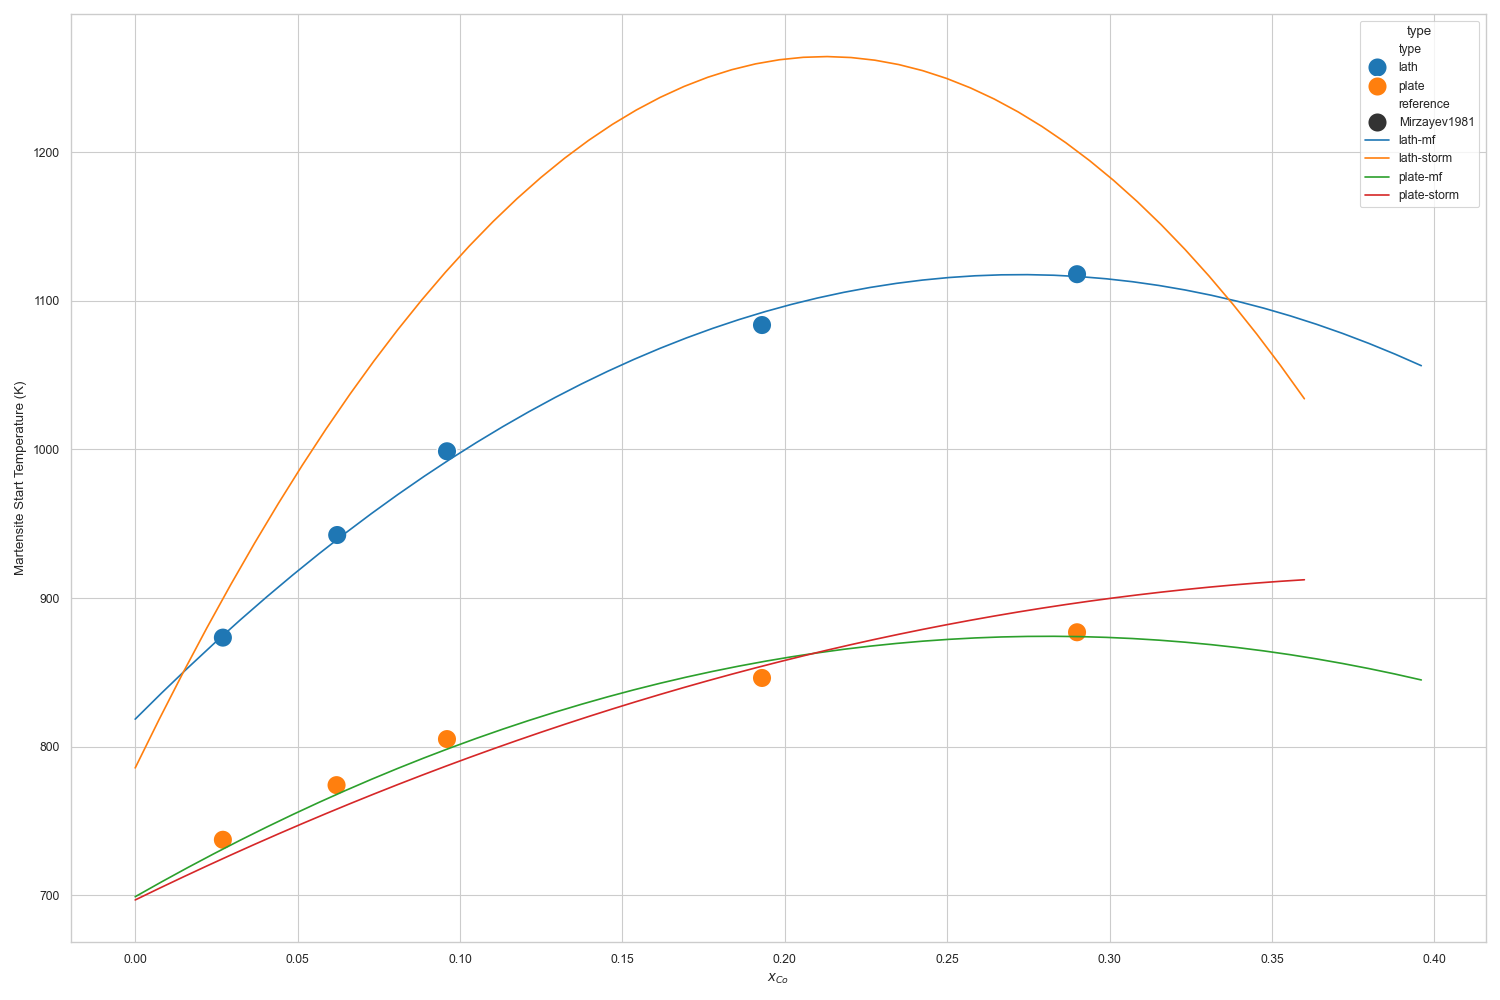 type
type
lath
plate
reference
Mirzayev1981
lath-mf
lath-storm
plate-mf
plate-storm
1200
1100
1000
900
800
700
Martensite Start Temperature (K)
0.00 0.05 0.10 0.15 0.20 0.25 0.30 0.35 0.40
x_Co